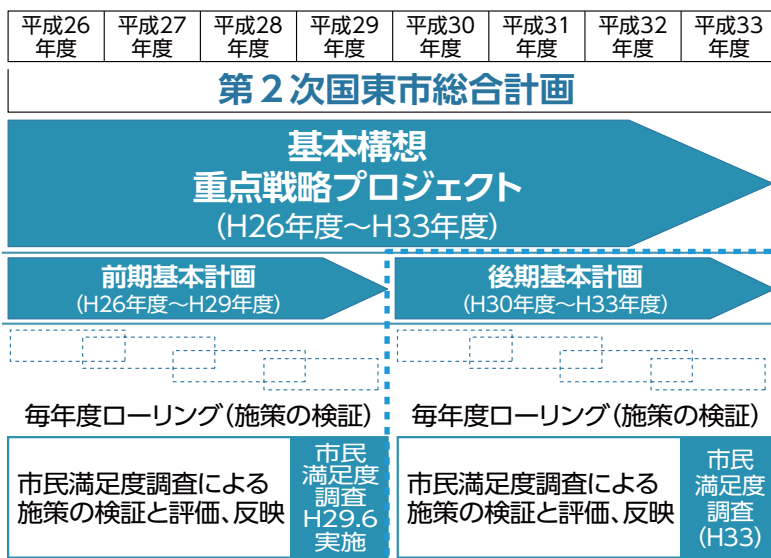 平成26年度 平成27年度 平成28年度 平成29年度 平成30年度 平成31年度 平成32年度 平成33年度
第2次国東市総合計画
基本構想
重点戦略プロジェクト
(H26年度～H33年度)
前期基本計画
(H26年度～H29年度)
後期基本計画
(H30年度～H33年度)
毎年度ローリング(施策の検証)
毎年度ローリング(施策の検証)
市民満足度調査による
施策の検証と評価、反映
市民
満足度
調査
H29.6
実施
市民満足度調査による
施策の検証と評価、反映
市民
満足度
調査
(H33)